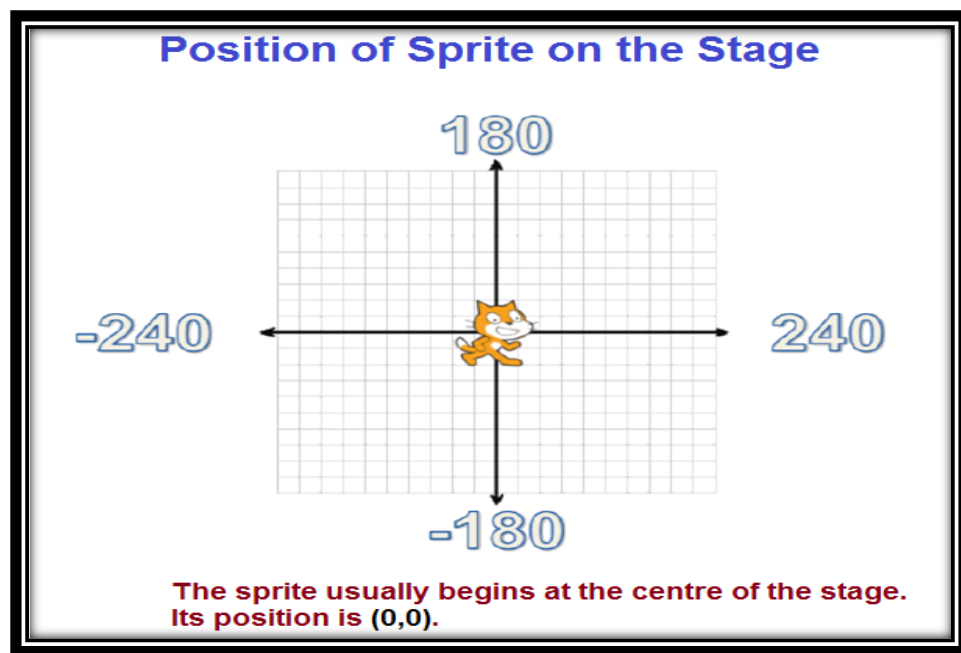 Position of Sprite on the Stage
180
-240
240
-180
The sprite usually begins at the centre of the stage.
Its position is (0,0).